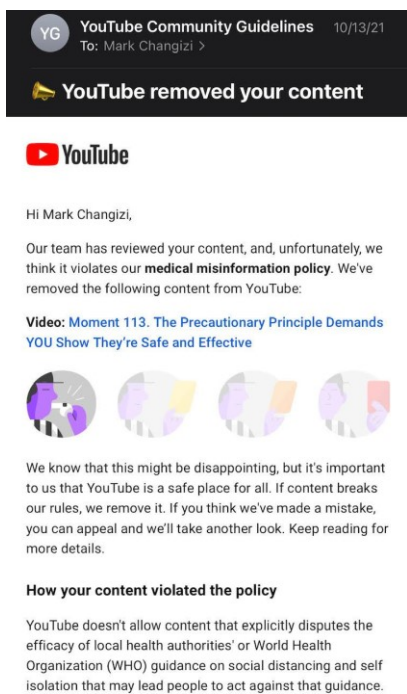 YG
YouTube Community Guidelines 10/13/21
To: Mark Changizi >
YouTube removed your content
YouTube
Hi Mark Changizi,
Our team has reviewed your content, and, unfortunately, we
think it violates our medical misinformation policy. We've
removed the following content from YouTube:
Video: Moment 113. The Precautionary Principle Demands
YOU Show They're Safe and Effective
We know that this might be disappointing, but it's important
to us that YouTube is a safe place for all. If content breaks
our rules, we remove it. If you think we've made a mistake,
you can appeal and we'll take another look. Keep reading for
more details.
How your content violated the policy
YouTube doesn't allow content that explicitly disputes the
efficacy of local health authorities' or World Health
Organization (WHO) guidance on social distancing and self
isolation that may lead people to act against that guidance.